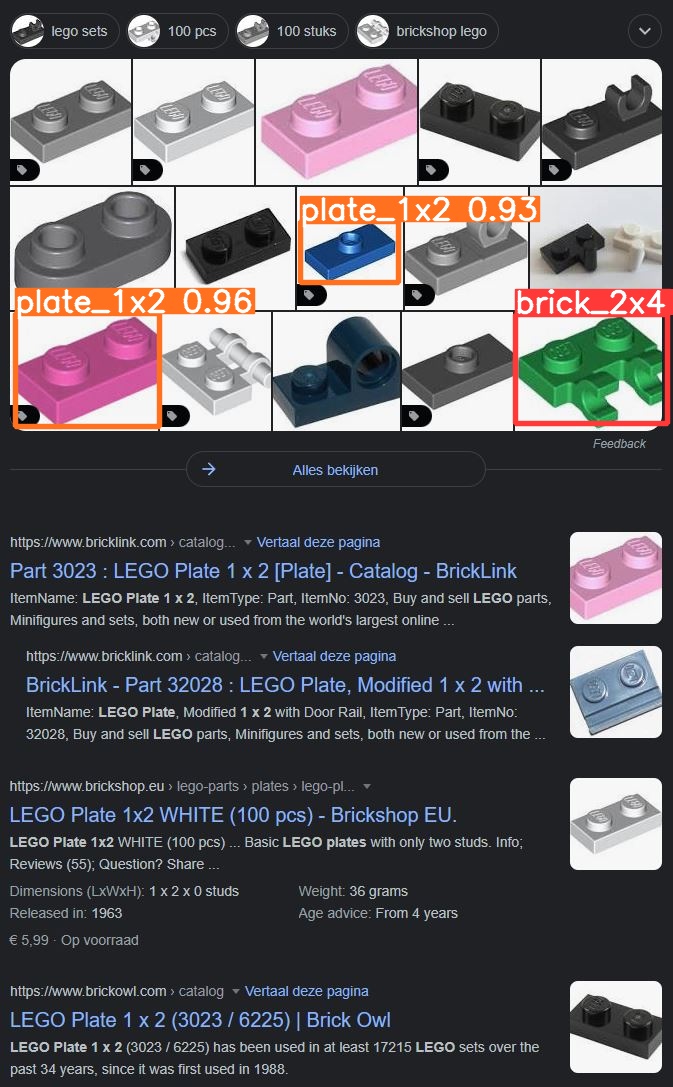 lego sets
100 pcs
100 stuks
brickshop lego
plate_1x2 0.93
plate_1x2 0.96
brick_2x4
Feedback
Alles bekijken
https://www.bricklink.com › catalog... Vertaal deze pagina
Part 3023 : LEGO Plate 1 x 2 [Plate] - Catalog - BrickLink
ItemName: LEGO Plate 1 x 2, ItemType: Part, ItemNo: 3023, Buy and sell LEGO parts,
Minifigures and sets, both new or used from the world's largest online ...
https://www.bricklink.com › catalog... Vertaal deze pagina
BrickLink - Part 32028 : LEGO Plate, Modified 1 x 2 with ...
ItemName: LEGO Plate, Modified 1 x 2 with Door Rail, ItemType: Part, ItemNo:
32028, Buy and sell LEGO parts, Minifigures and sets, both new or used from the ...
https://www.brickshop.eu › lego-parts › plates › lego-pl...
LEGO Plate 1x2 WHITE (100 pcs) - Brickshop EU.
LEGO Plate 1x2 WHITE (100 pcs) ... Basic LEGO plates with only two studs. Info;
Reviews (55); Question? Share ...
Dimensions (LxWxH): 1 x 2 x 0 studs Weight: 36 grams
Released in: 1963 Age advice: From 4 years
€ 5,99 · Op voorraad
https://www.brickowl.com › catalog Vertaal deze pagina
LEGO Plate 1 x 2 (3023 / 6225) | Brick Owl
LEGO Plate 1 x 2 (3023 / 6225) has been used in at least 17215 LEGO sets over the
past 34 years, since it was first used in 1988.